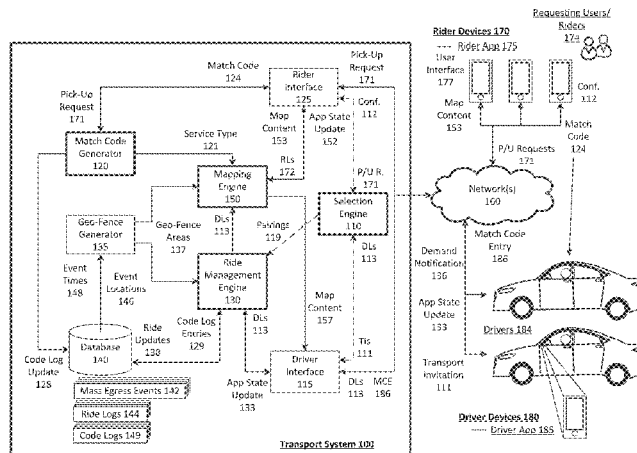 Requesting Users/
Riders
174
Rider Devices 170
Rider App 175
User
Interface
177
Map
Content
153
Conf.
112
Match
Code
124
P/U Requests
171
Network(s)
160
Match Code
Entry
186
Demand
Notification
136
App State
Update
133
Drivers 184
Transport
Invitation
111
Driver Devices 180
Driver App 185
Pick-Up
Request
171
Match Code
124
Rider
Interface
125
Pick-Up
Request
171
Match Code
Generator
120
Service Type
121
Map
Content
153
App State
Update
152
Conf.
112
RLs
172
Mapping
Engine
150
P/U R.
171
Selection
Engine
110
Geo-Fence
Generator
135
Geo-Fence
Areas
137
DLs
113
Pairings
119
DLs
113
Ride
Management
Engine
130
Event
Times
148
Event
Locations
146
Map
Content
157
Database
140
Ride
Updates
138
Code Log
Entries
129
DLs
113
TIs
111
Code Log
Update
128
App State
Update
133
Driver
Interface
115
DLs
113
MCE
186
Mass Egress Events 142
Ride Logs 144
Code Logs 149
Transport System 100